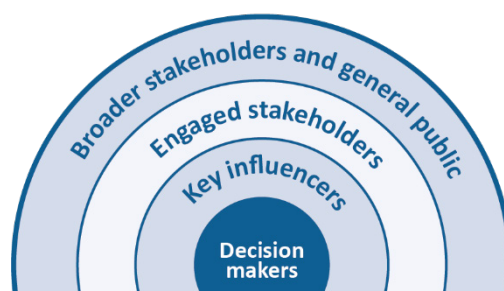 Broader stakeholders and general public
Engaged stakeholders
Key influencers
Decision
makers